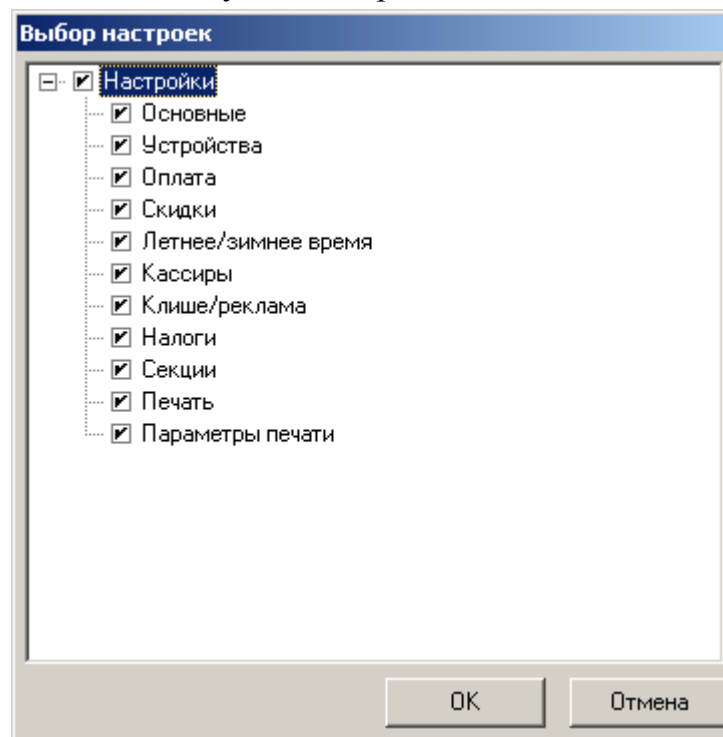 Выбор настроек
Настройки
Основные
Устройства
Оплата
Скидки
Летнее/зимнее время
Кассиры
Клише/реклама
Налоги
Секции
Печать
Параметры печати
OK
Отмена